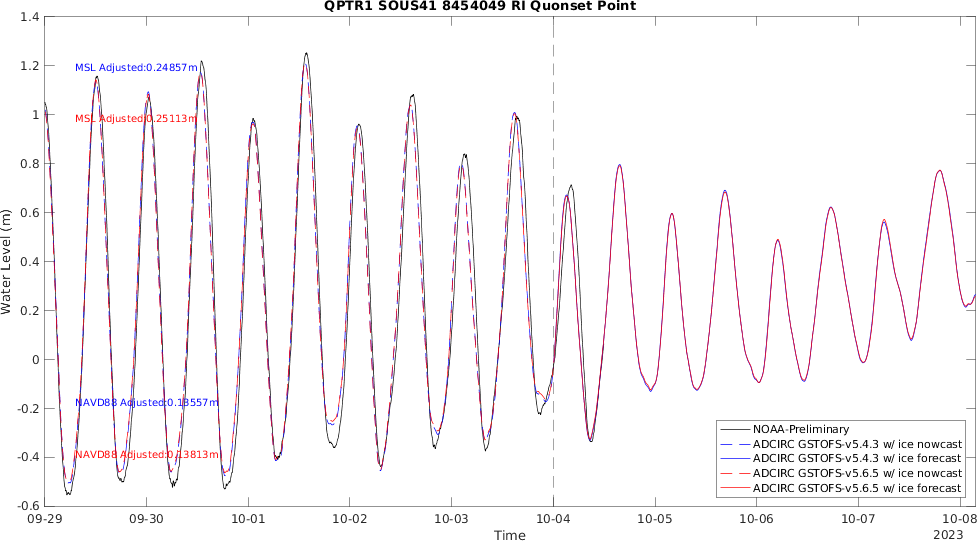 QPTR1 SOUS41 8454049 RI Quonset Point
1.4
1.2
1
0.8
0.6
0.4
0.2
0
-0.2
-0.4
-0.6
Water Level (m)
MSL Adjusted:0.24857m
MSL Adjusted:0.25113m
NAVD88 Adjusted:0.13557m
NAVD88 Adjusted:0.13813m
NOAA-Preliminary
ADCIRC GSTOFS-v5.4.3 w/ ice nowcast
ADCIRC GSTOFS-v5.4.3 w/ ice forecast
ADCIRC GSTOFS-v5.6.5 w/ ice nowcast
ADCIRC GSTOFS-v5.6.5 w/ ice forecast
09-29 09-30 10-01 10-02 10-03 10-04 10-05 10-06 10-07 10-08
Time
2023